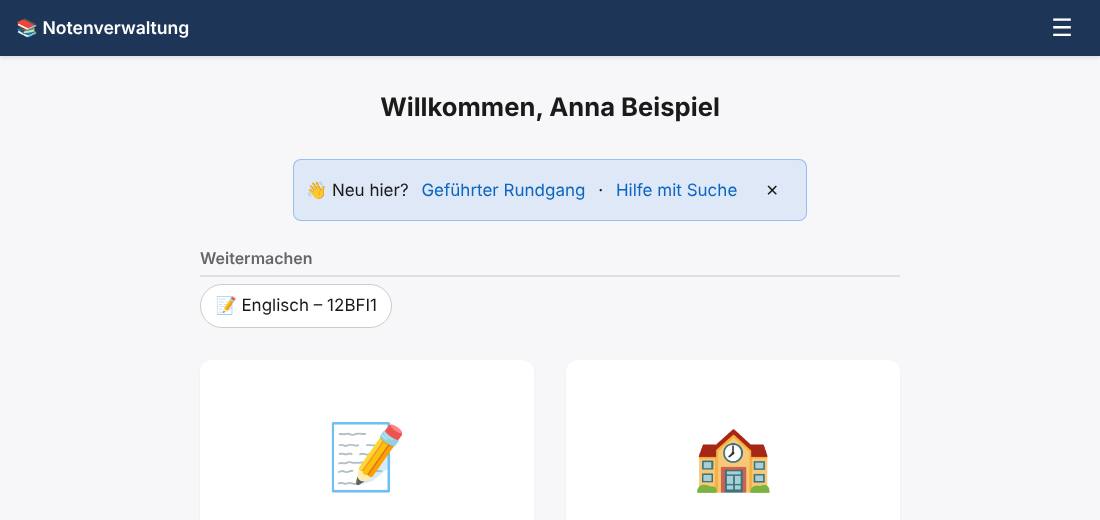 📚 Notenverwaltung
☰
Willkommen, Anna Beispiel
👋 Neu hier? Geführter Rundgang · Hilfe mit Suche ×
Weitermachen
📝 Englisch – 12BFI1